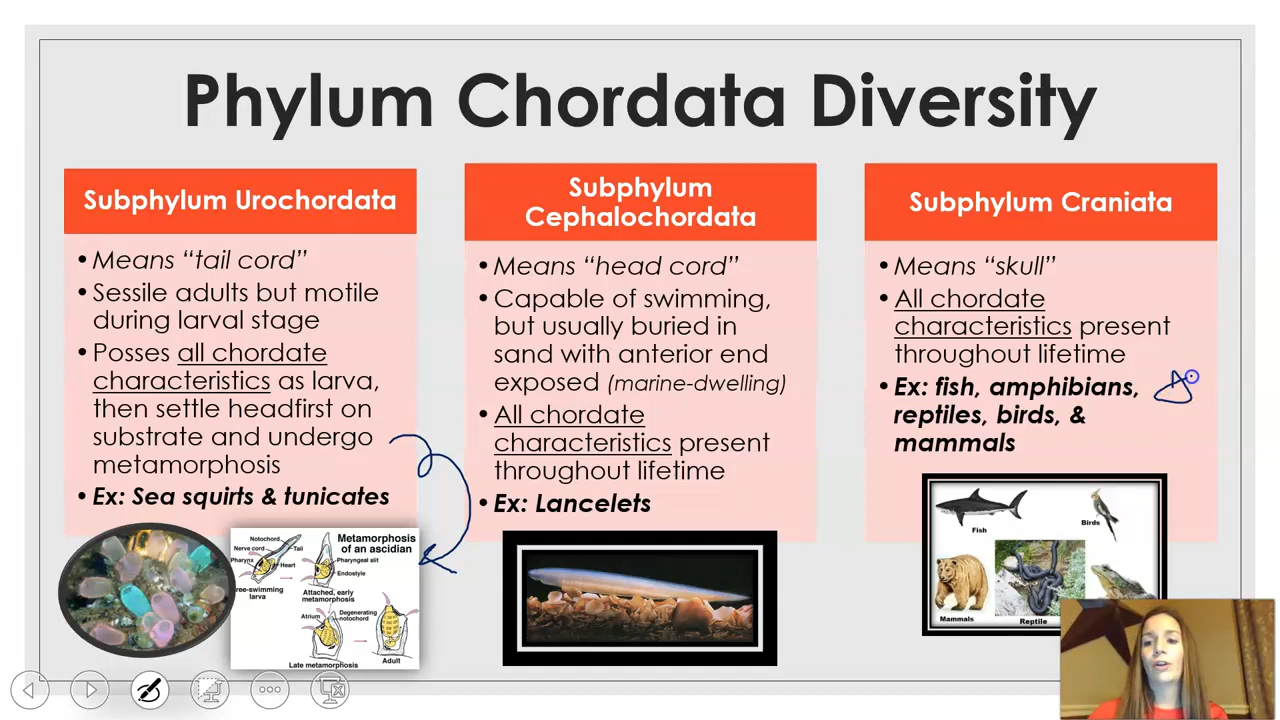 Phylum Chordata Diversity
Subphylum Urochordata
• Means “tail cord”
• Sessile adults but motile
during larval stage
• Posses all chordate
characteristics as larva,
then settle headfirst on
substrate and undergo
metamorphosis
• Ex: Sea squirts & tunicates
Notochord
Nerve cord
Tail
Pharynx
Heart
ree-swimming
larva
Metamorphosis
of an ascidian
Pharyngeal slit
Endostyle
Attached, early
metamorphosis
Atrium
Degenerating
notochord
Late metamorphosis
Adult
Subphylum
Cephalochordata
• Means “head cord”
• Capable of swimming,
but usually buried in
sand with anterior end
exposed (marine-dwelling)
• All chordate
characteristics present
throughout lifetime
• Ex: Lancelets
Subphylum Craniata
• Means “skull”
• All chordate
characteristics present
throughout lifetime
• Ex: fish, amphibians,
reptiles, birds, &
mammals
Fish
Birds
Mammals
Reptile